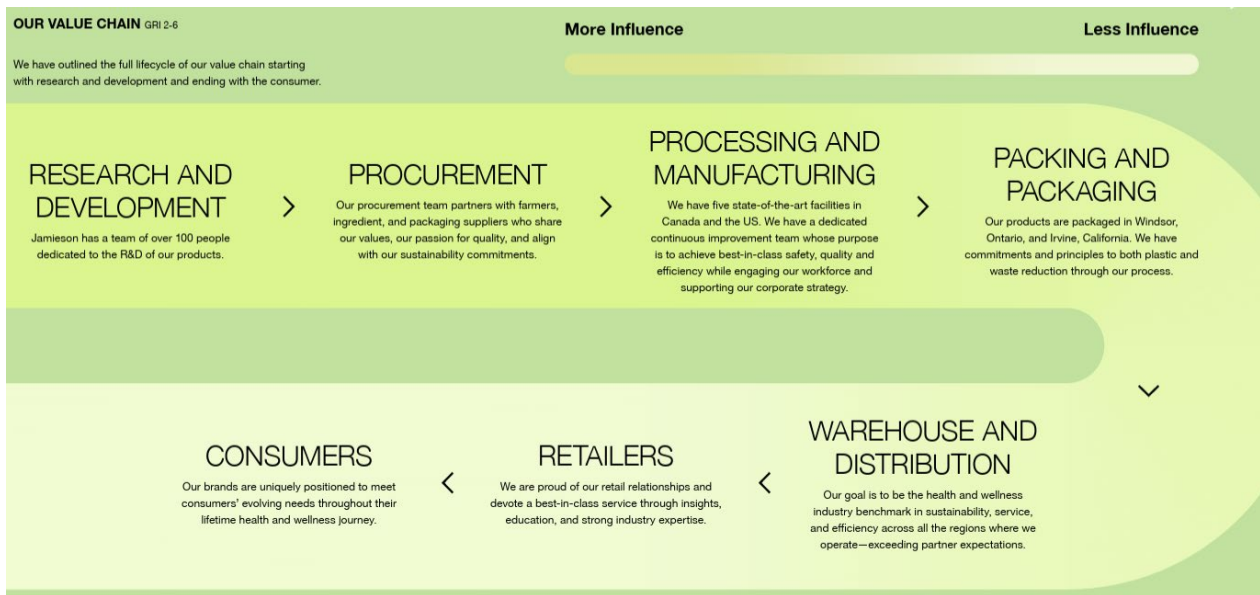 OUR VALUE CHAIN GRI 2-6
More Influence
Less Influence
We have outlined the full lifecycle of our value chain starting
with research and development and ending with the consumer.
RESEARCH AND
DEVELOPMENT
Jamieson has a team of over 100 people
dedicated to the R&D of our products.
PROCUREMENT
Our procurement team partners with farmers,
ingredient, and packaging suppliers who share
our values, our passion for quality, and align
with our sustainability commitments.
PROCESSING AND
MANUFACTURING
We have five state-of-the-art facilities in
Canada and the US. We have a dedicated
continuous improvement team whose purpose
is to achieve best-in-class safety, quality and
efficiency while engaging our workforce and
supporting our corporate strategy.
PACKING AND
PACKAGING
Our products are packaged in Windsor,
Ontario, and Irvine, California. We have
commitments and principles to both plastic and
waste reduction through our process.
WAREHOUSE AND
DISTRIBUTION
Our goal is to be the health and wellness
industry benchmark in sustainability, service,
and efficiency across all the regions where we
operate—exceeding partner expectations.
RETAILERS
We are proud of our retail relationships and
devote a best-in-class service through insights,
education, and strong industry expertise.
CONSUMERS
Our brands are uniquely positioned to meet
consumers’ evolving needs throughout their
lifetime health and wellness journey.